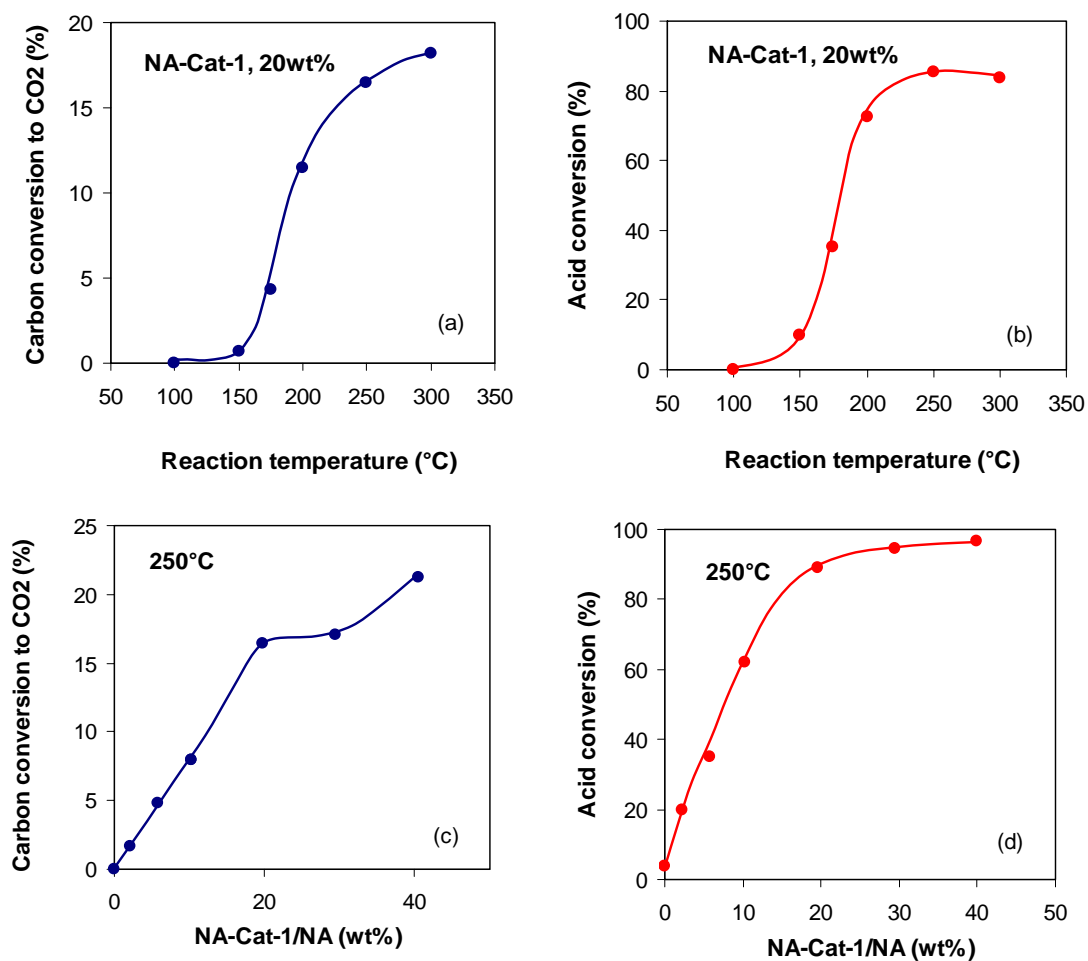 Carbon conversion to CO2 (%)
20
15
10
5
0
NA-Cat-1, 20wt%
(a)
50 100 150 200 250 300 350
Reaction temperature (°C)
Acid conversion (%)
100
80
60
40
20
0
NA-Cat-1, 20wt%
(b)
50 100 150 200 250 300 350
Reaction temperature (°C)
Carbon conversion to CO2 (%)
25
20
15
10
5
0
250°C
(c)
0 20 40
NA-Cat-1/NA (wt%)
Acid conversion (%)
100
80
60
40
20
0
250°C
(d)
0 10 20 30 40 50
NA-Cat-1/NA (wt%)